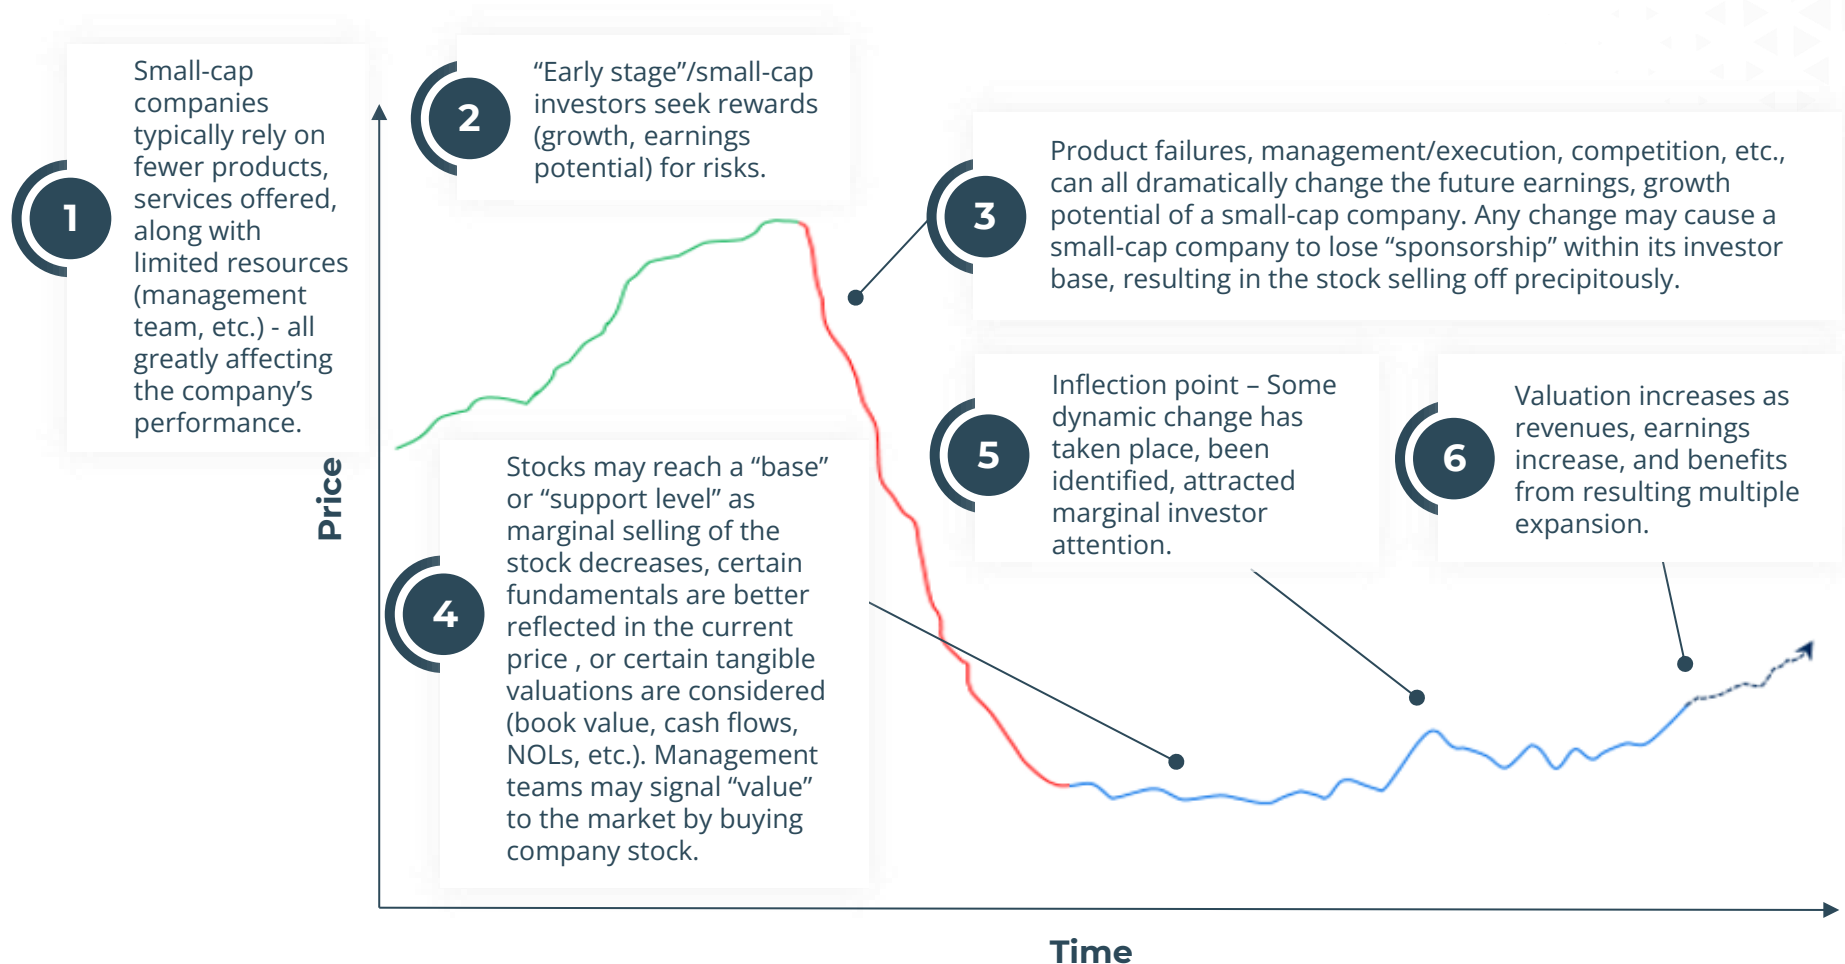 1
Small-cap
companies
typically rely on
fewer products,
services offered,
along with
limited resources
(management
team, etc.) - all
greatly affecting
the company’s
performance.
2
“Early stage”/small-cap
investors seek rewards
(growth, earnings
potential) for risks.
3
Product failures, management/execution, competition, etc.,
can all dramatically change the future earnings, growth
potential of a small-cap company. Any change may cause a
small-cap company to lose “sponsorship” within its investor
base, resulting in the stock selling off precipitously.
4
Stocks may reach a “base”
or “support level” as
marginal selling of the
stock decreases, certain
fundamentals are better
reflected in the current
price , or certain tangible
valuations are considered
(book value, cash flows,
NOLs, etc.). Management
teams may signal “value”
to the market by buying
company stock.
5
Inflection point – Some
dynamic change has
taken place, been
identified, attracted
marginal investor
attention.
6
Valuation increases as
revenues, earnings
increase, and benefits
from resulting multiple
expansion.
Price
Time